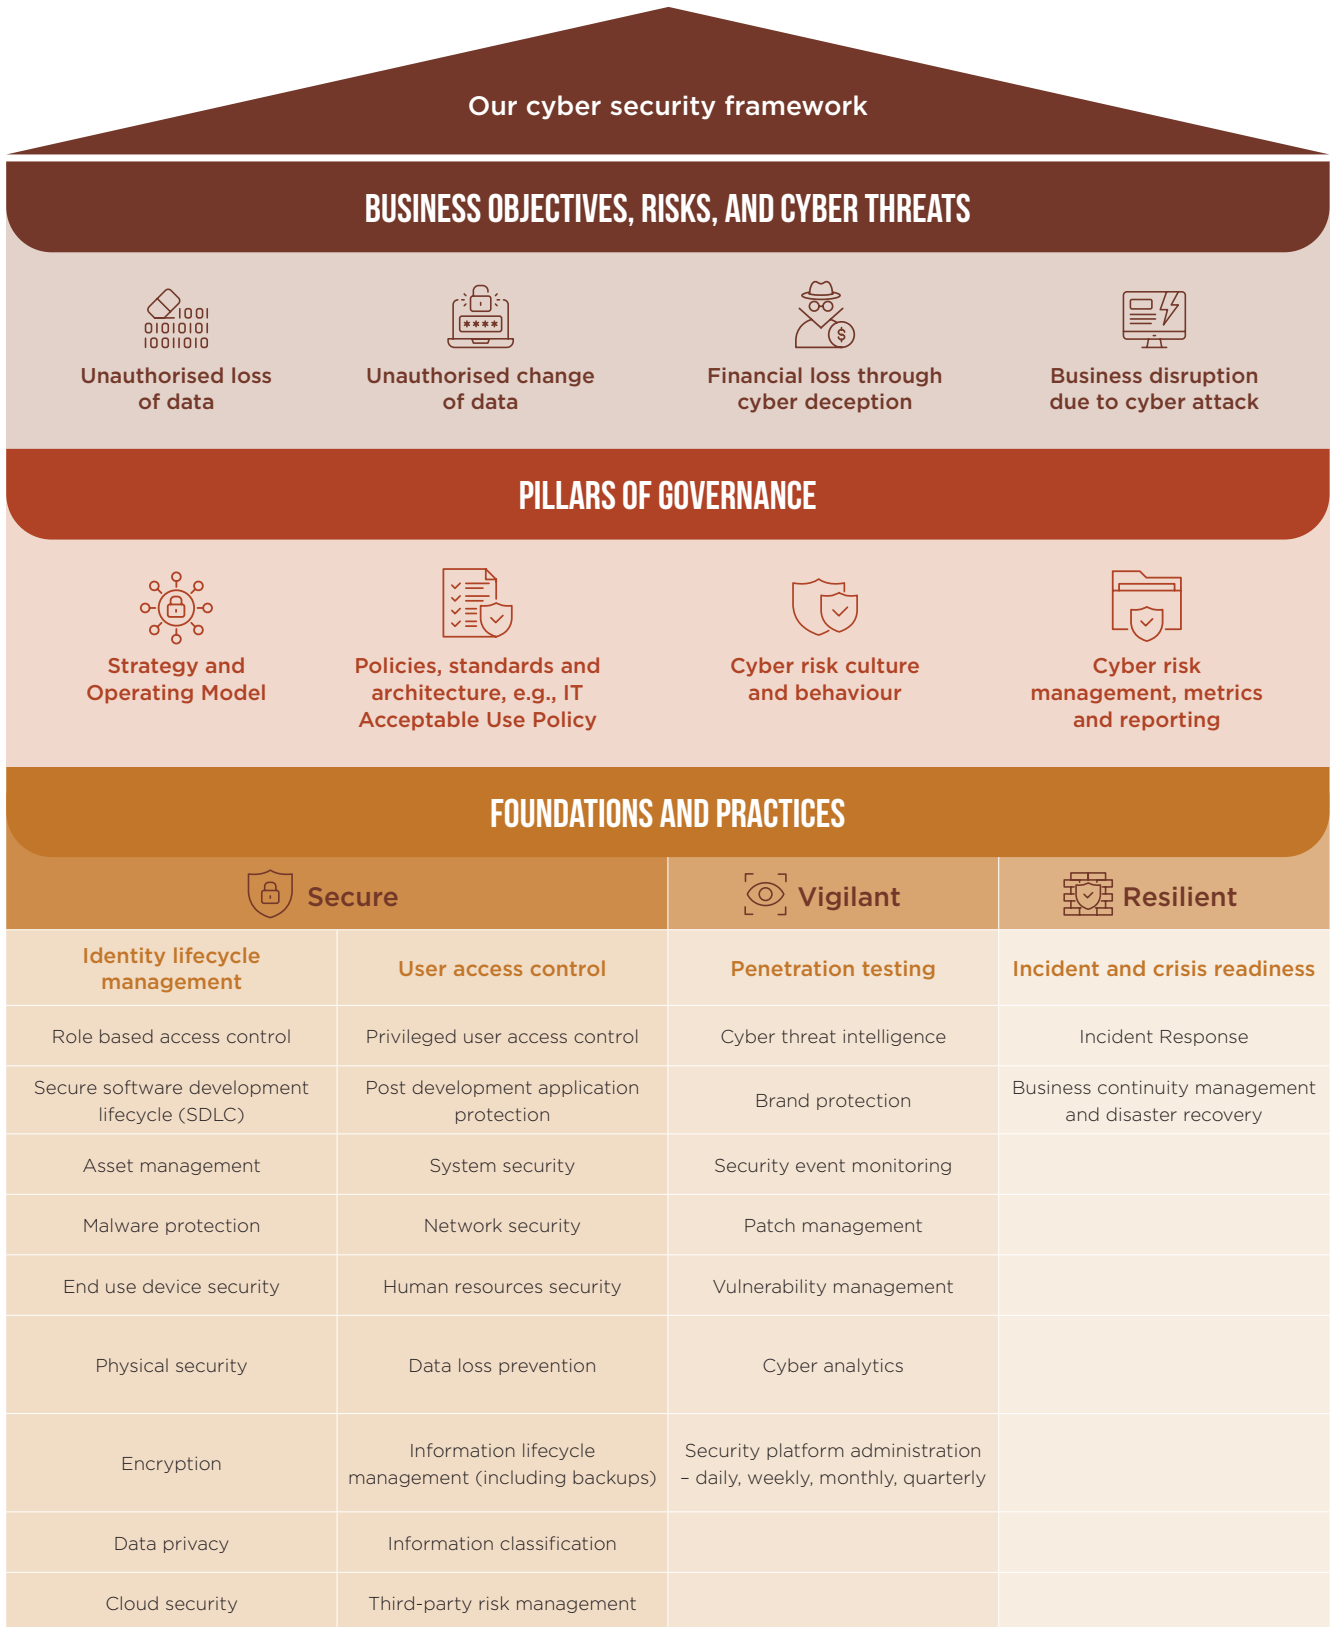 Our cyber security framework
BUSINESS OBJECTIVES, RISKS, AND CYBER THREATS
1001
01010101
10011010
****
$
Unauthorised loss
of data
Unauthorised change
of data
Financial loss through
cyber deception
Business disruption
due to cyber attack
PILLARS OF GOVERNANCE
Strategy and
Operating Model
Policies, standards and
architecture, e.g., IT
Acceptable Use Policy
Cyber risk culture
and behaviour
Cyber risk
management, metrics
and reporting
FOUNDATIONS AND PRACTICES
Secure
Vigilant
Resilient
Identity lifecycle
management
User access control
Penetration testing
Incident and crisis readiness
Role based access control
Privileged user access control
Cyber threat intelligence
Incident Response
Secure software development
lifecycle (SDLC)
Post development application
protection
Brand protection
Business continuity management
and disaster recovery
Asset management
System security
Security event monitoring
Malware protection
Network security
Patch management
End use device security
Human resources security
Vulnerability management
Physical security
Data loss prevention
Cyber analytics
Encryption
Information lifecycle
management (including backups)
Security platform administration
– daily, weekly, monthly, quarterly
Data privacy
Information classification
Cloud security
Third-party risk management